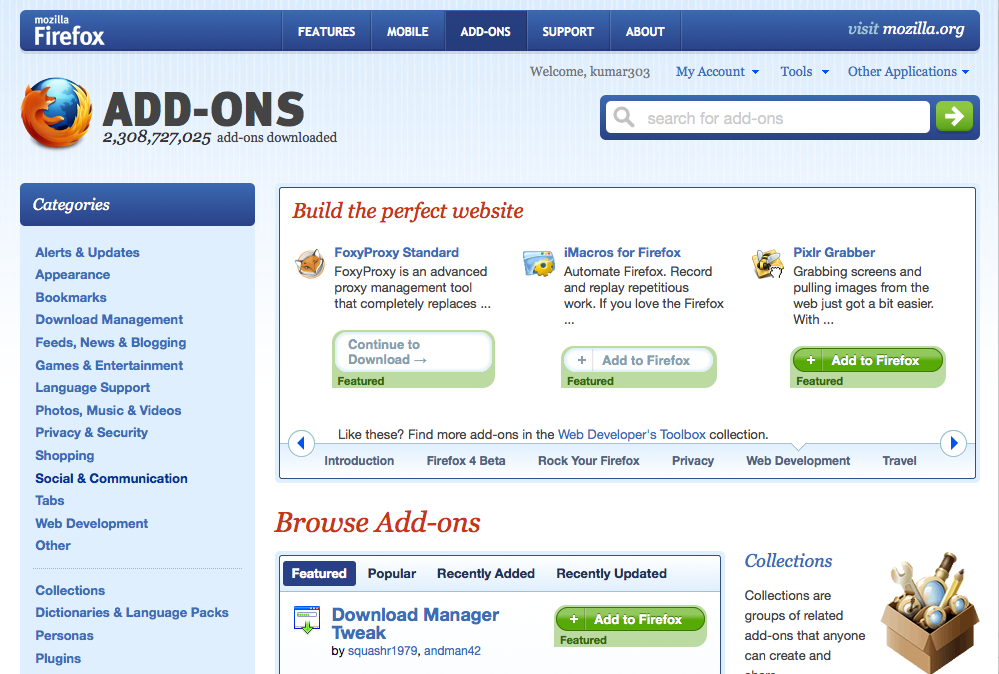 mozilla
Firefox
FEATURES
MOBILE
ADD-ONS
SUPPORT
ABOUT
visit mozilla.org
Welcome, kumar303
My Account
Tools
Other Applications
ADD-ONS
2,308,727,025 add-ons downloaded
search for add-ons
Categories
Alerts & Updates
Appearance
Bookmarks
Download Management
Feeds, News & Blogging
Games & Entertainment
Language Support
Photos, Music & Videos
Privacy & Security
Shopping
Social & Communication
Tabs
Web Development
Other
Collections
Dictionaries & Language Packs
Personas
Plugins
Build the perfect website
FoxyProxy Standard
FoxyProxy is an advanced
proxy management tool
that completely replaces ...
Continue to
Download →
Featured
iMacros for Firefox
Automate Firefox. Record
and replay repetitious
work. If you love the Firefox
...
+ Add to Firefox
Featured
Pixlr Grabber
Grabbing screens and
pulling images from the
web just got a bit easier.
With ...
+ Add to Firefox
Featured
Like these? Find more add-ons in the Web Developer's Toolbox collection.
Introduction
Firefox 4 Beta
Rock Your Firefox
Privacy
Web Development
Travel
Browse Add-ons
Featured
Popular
Recently Added
Recently Updated
Download Manager
Tweak
by squashr1979, andman42
+ Add to Firefox
Featured
Collections
Collections are
groups of related
add-ons that anyone
can create and